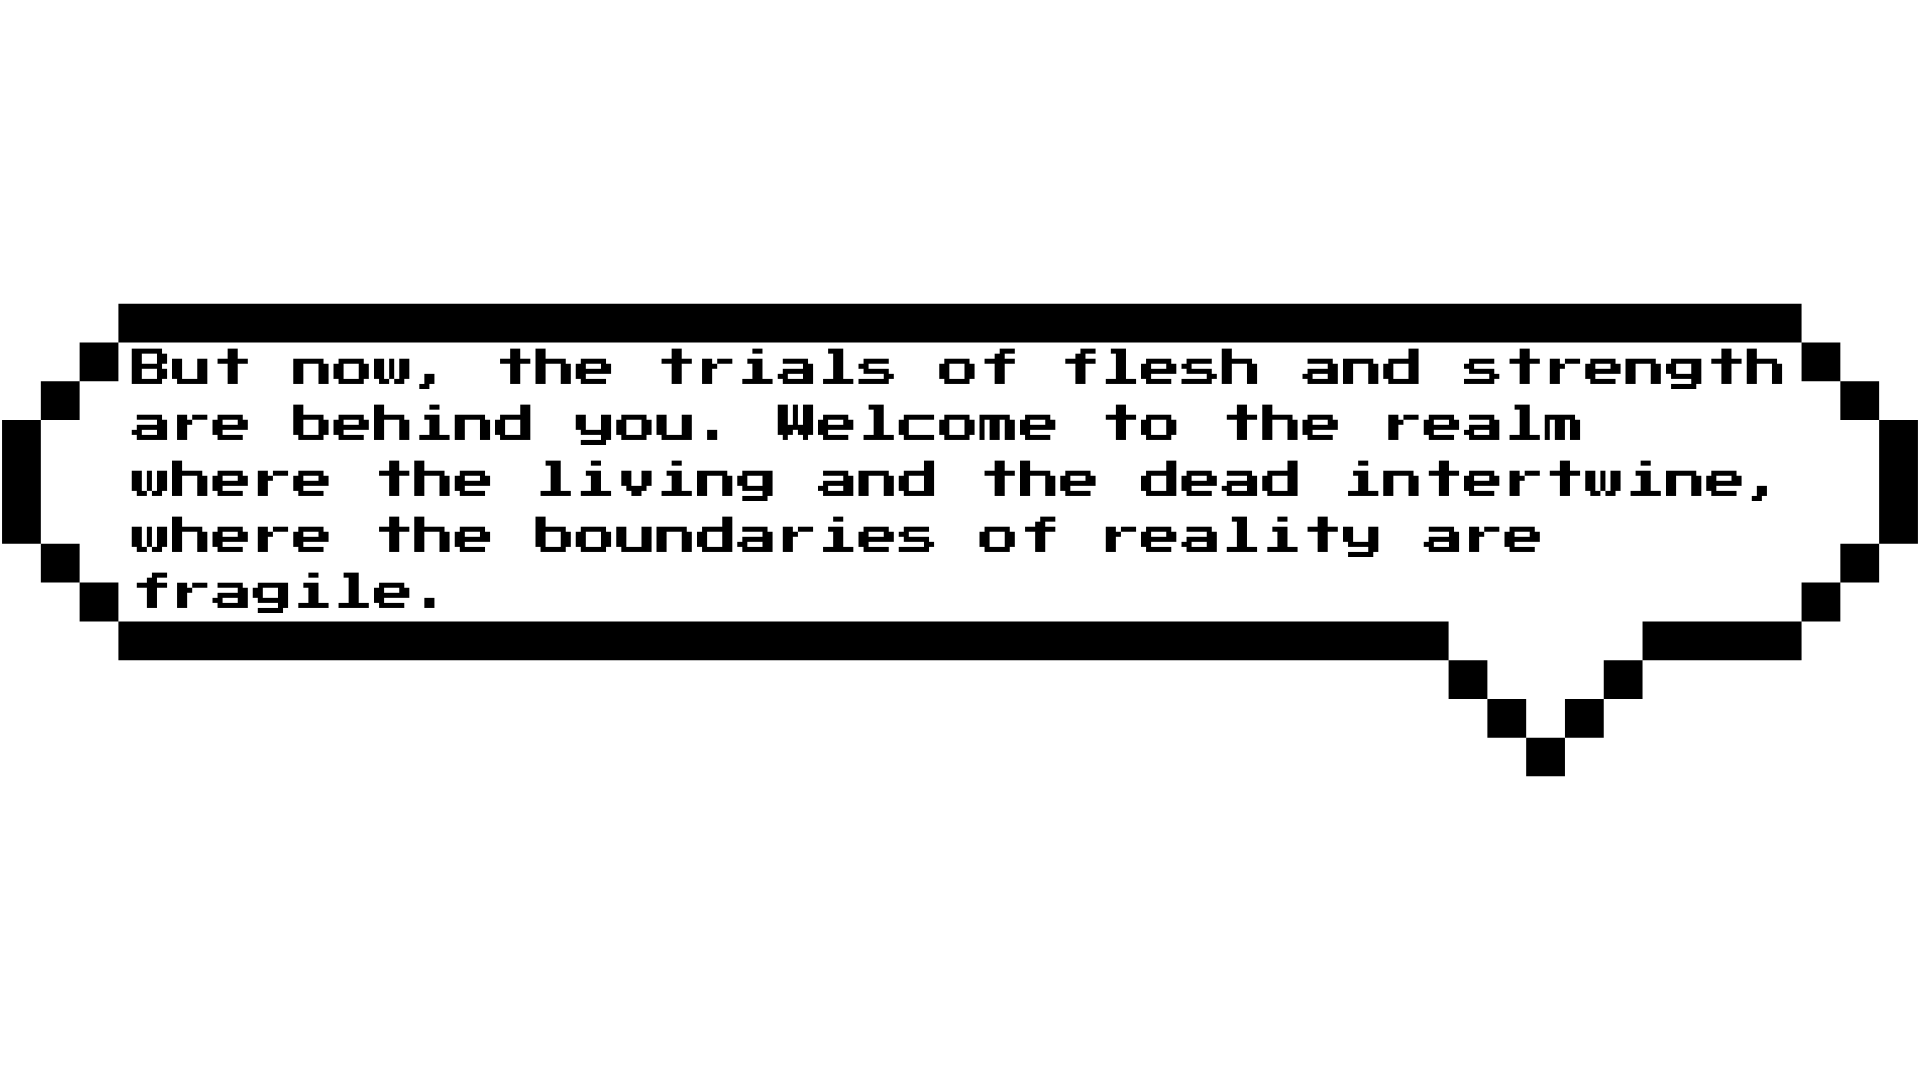 But now, the trials of flesh and strength
are behind you. Welcome to the realm
where the living and the dead intertwine,
where the boundaries of reality are
fragile.